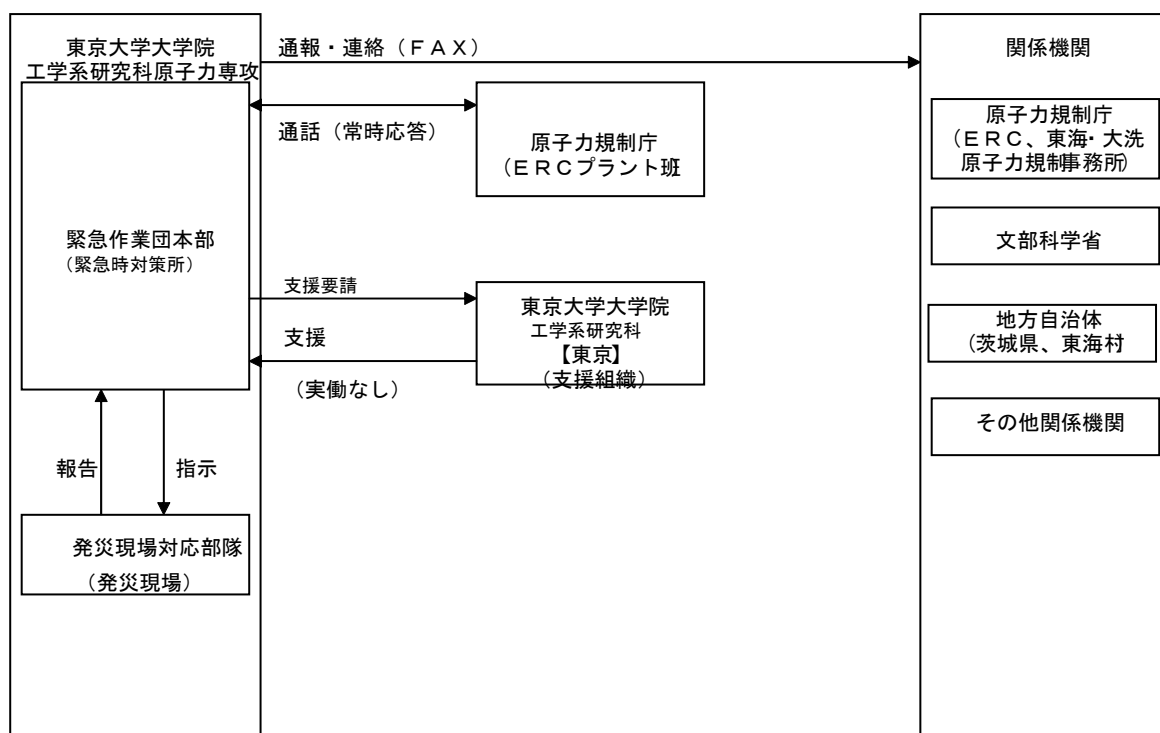 東京大学大学院
工学系研究科原子力専攻
通報・連絡（ＦＡＸ）
関係機関
通話（常時応答）
原子力規制庁
（ＥＲＣプラント班
原子力規制庁
（ＥＲＣ、東海・大洗
原子力規制事務所）
緊急作業団本部
（緊急時対策所）
文部科学省
支援要請
支援
（実働なし）
東京大学大学院
工学系研究科
【東京】
（支援組織）
地方自治体
（茨城県、東海村
その他関係機関
報告
指示
発災現場対応部隊
（発災現場）